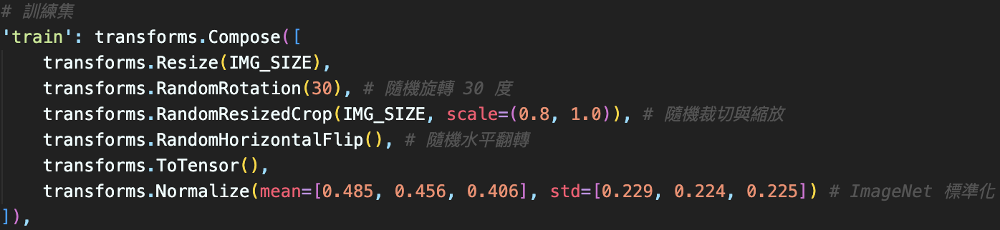 # 訓練集
'train': transforms.Compose([
    transforms.Resize(IMG_SIZE),
    transforms.RandomRotation(30), # 隨機旋轉 30 度
    transforms.RandomResizedCrop(IMG_SIZE, scale=(0.8, 1.0)), # 隨機裁切與縮放
    transforms.RandomHorizontalFlip(), # 隨機水平翻轉
    transforms.ToTensor(),
    transforms.Normalize(mean=[0.485, 0.456, 0.406], std=[0.229, 0.224, 0.225]) # ImageNet 標準化
]),